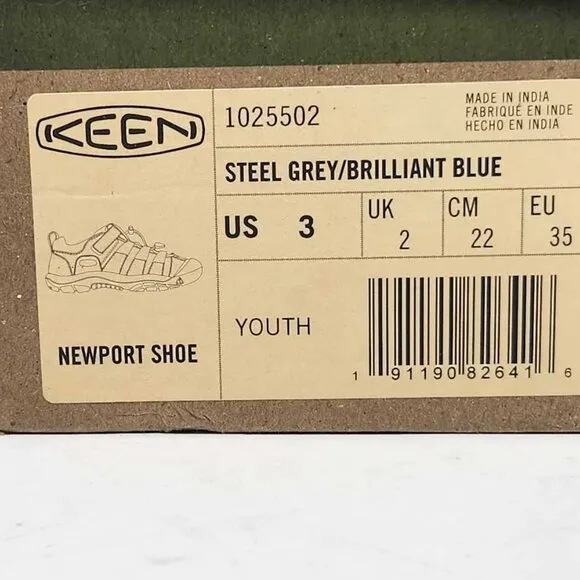 KEEN
1025502
MADE IN INDIA
FABRIQUÉ EN INDE
HECHO EN INDIA
STEEL GREY/BRILLIANT BLUE
US 3
UK 2
CM 22
EU 35
NEWPORT SHOE
YOUTH
1 91190 82641 6